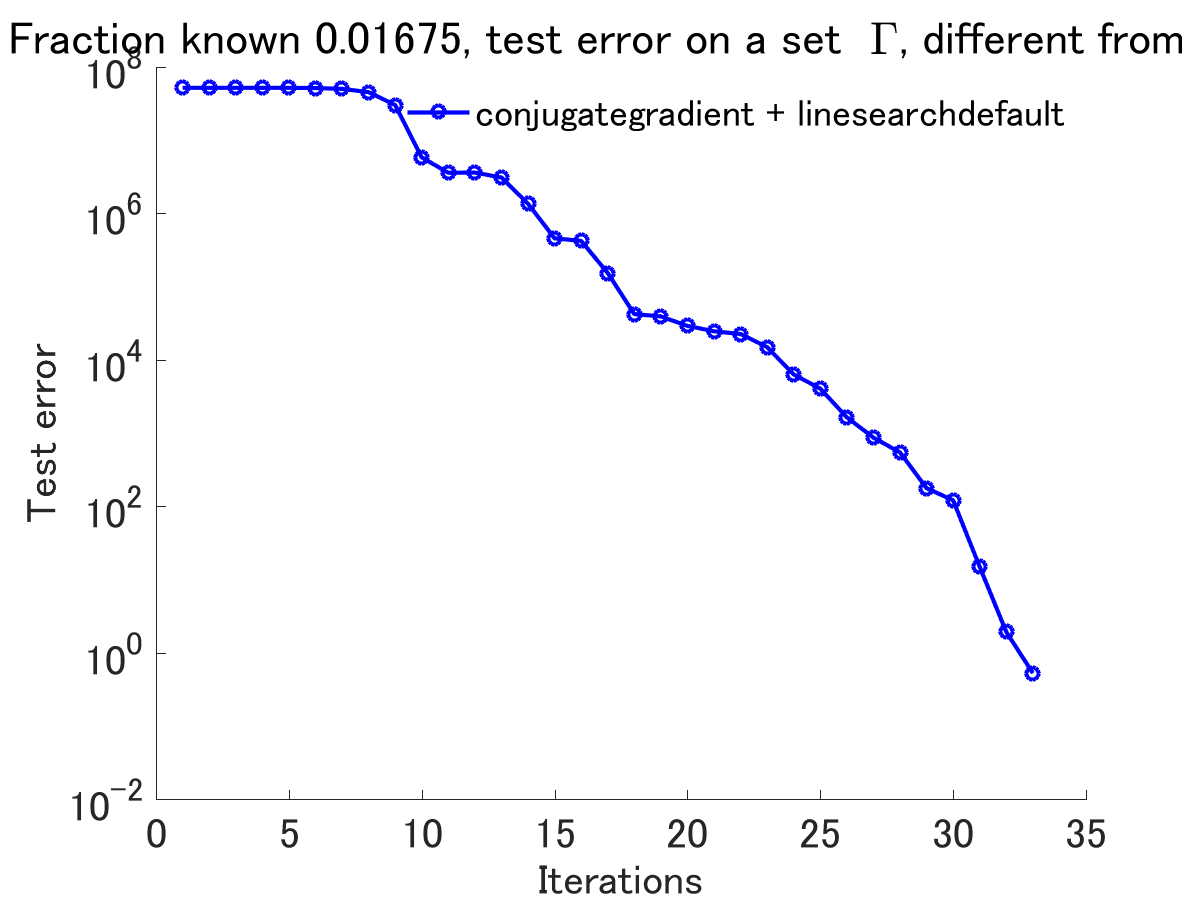 Fraction known 0.01675, test error on a set Γ, different from
conjugategradient + linesearchdefault
10^8
10^6
10^4
10^2
10^0
10^-2
Test error
0 5 10 15 20 25 30 35
Iterations